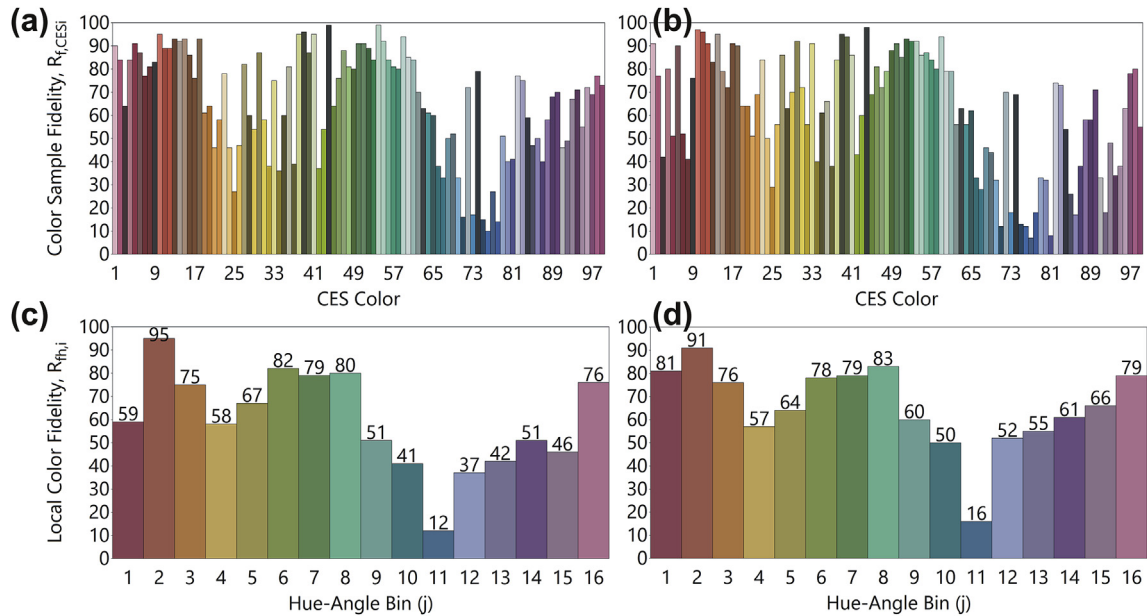 (a)
Color Sample Fidelity, R_f,CESi
100
90
80
70
60
50
40
30
20
10
0
1 9 17 25 33 41 49 57 65 73 81 89 97
CES Color
(b)
100
90
80
70
60
50
40
30
20
10
0
1 9 17 25 33 41 49 57 65 73 81 89 97
CES Color
(c)
Local Color Fidelity, R_fh,i
100
90
80
70
60
50
40
30
20
10
0
59 95 75 58 67 82 79 80 51 41 12 37 42 51 46 76
1 2 3 4 5 6 7 8 9 10 11 12 13 14 15 16
Hue-Angle Bin (j)
(d)
100
90
80
70
60
50
40
30
20
10
0
81 91 76 57 64 78 79 83 60 50 16 52 55 61 66 79
1 2 3 4 5 6 7 8 9 10 11 12 13 14 15 16
Hue-Angle Bin (j)